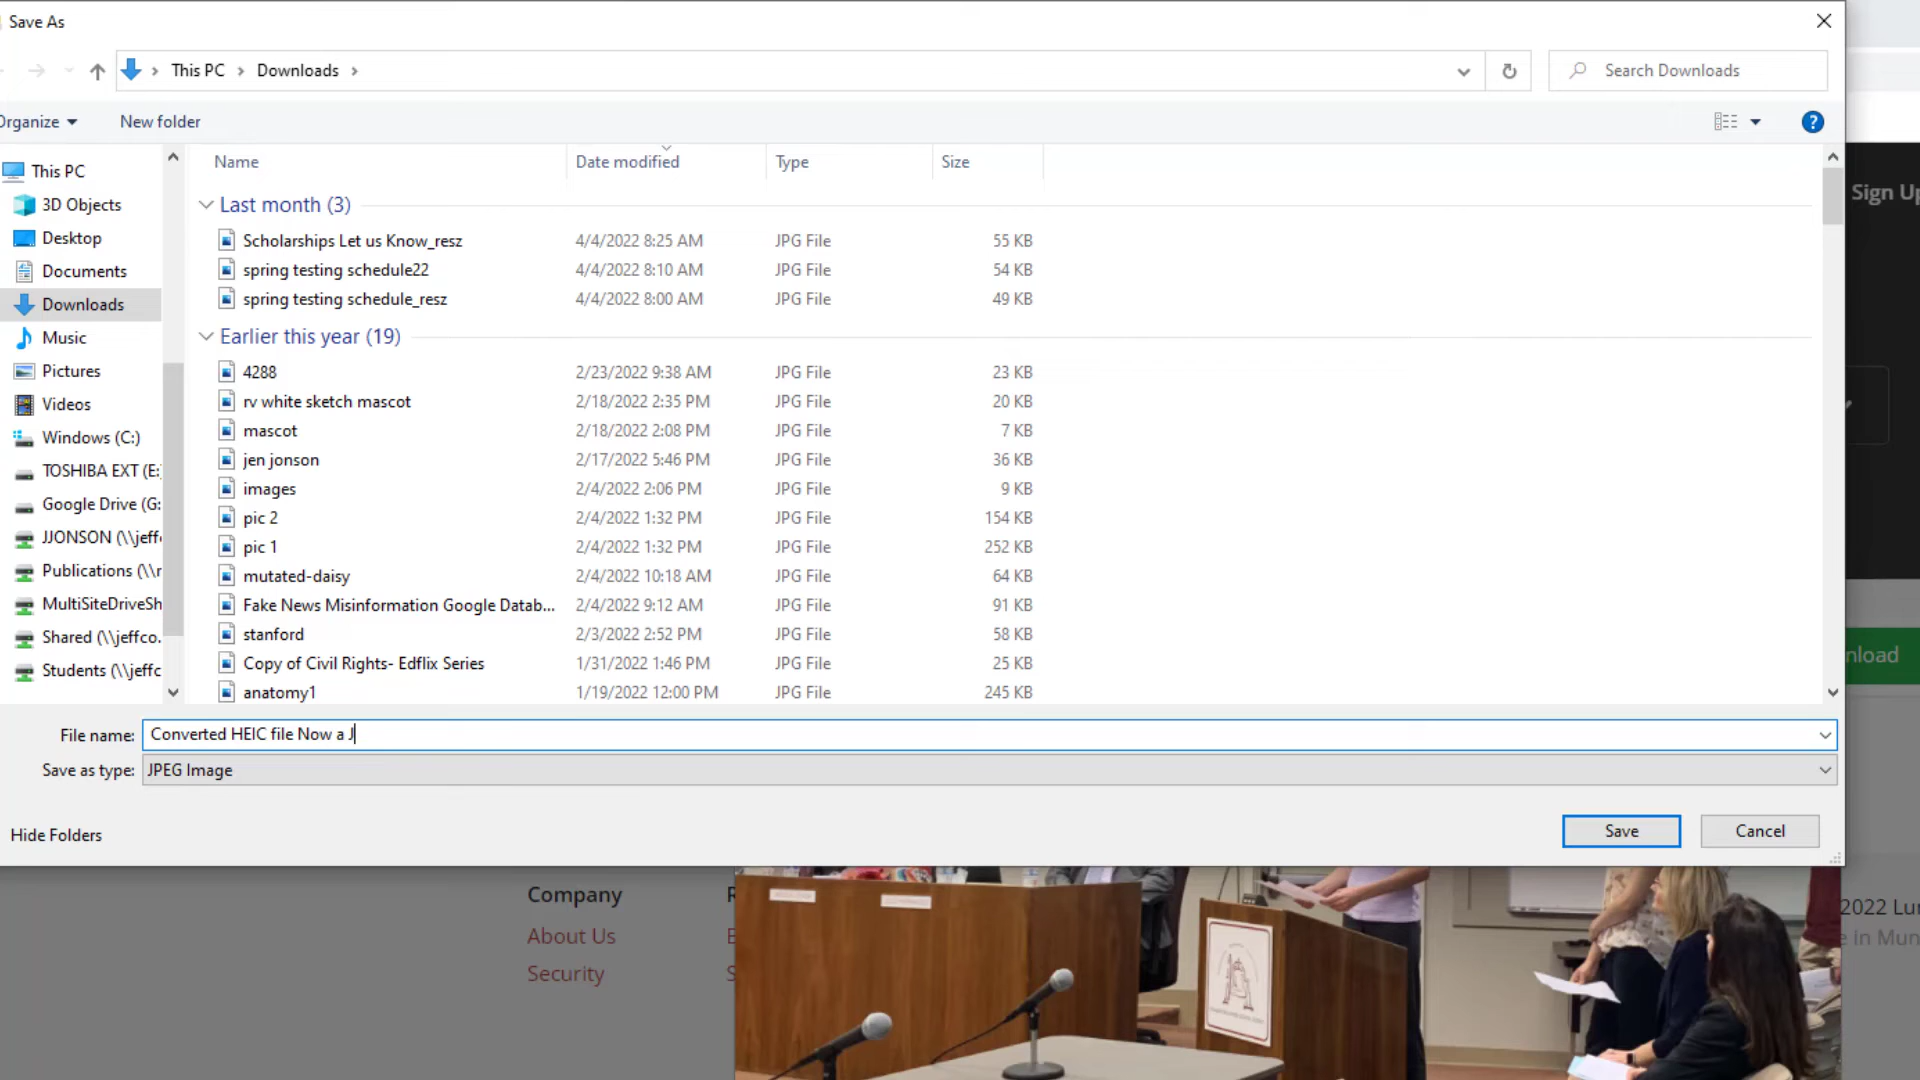 Save As
This PC > Downloads >
Search Downloads
Organize
New folder
?
This PC
3D Objects
Desktop
Documents
Downloads
Music
Pictures
Videos
Windows (C:)
TOSHIBA EXT (E:
Google Drive (G:
JJONSON (\\jeff
Publications (\\r
MultiSiteDriveSh
Shared (\\jeffco.
Students (\\jeffc
Name Date modified Type Size
Last month (3)
Scholarships Let us Know_resz 4/4/2022 8:25 AM JPG File 55 KB
spring testing schedule22 4/4/2022 8:10 AM JPG File 54 KB
spring testing schedule_resz 4/4/2022 8:00 AM JPG File 49 KB
Earlier this year (19)
4288 2/23/2022 9:38 AM JPG File 23 KB
rv white sketch mascot 2/18/2022 2:35 PM JPG File 20 KB
mascot 2/18/2022 2:08 PM JPG File 7 KB
jen jonson 2/17/2022 5:46 PM JPG File 36 KB
images 2/4/2022 2:06 PM JPG File 9 KB
pic 2 2/4/2022 1:32 PM JPG File 154 KB
pic 1 2/4/2022 1:32 PM JPG File 252 KB
mutated-daisy 2/4/2022 10:18 AM JPG File 64 KB
Fake News Misinformation Google Datab... 2/4/2022 9:12 AM JPG File 91 KB
stanford 2/3/2022 2:52 PM JPG File 58 KB
Copy of Civil Rights- Edflix Series 1/31/2022 1:46 PM JPG File 25 KB
anatomy1 1/19/2022 12:00 PM JPG File 245 KB
File name: Converted HEIC file Now a J
Save as type: JPEG Image
Hide Folders
Save
Cancel
Sign Up
nload
Company
About Us
Security
2022 Lu
e in Mun